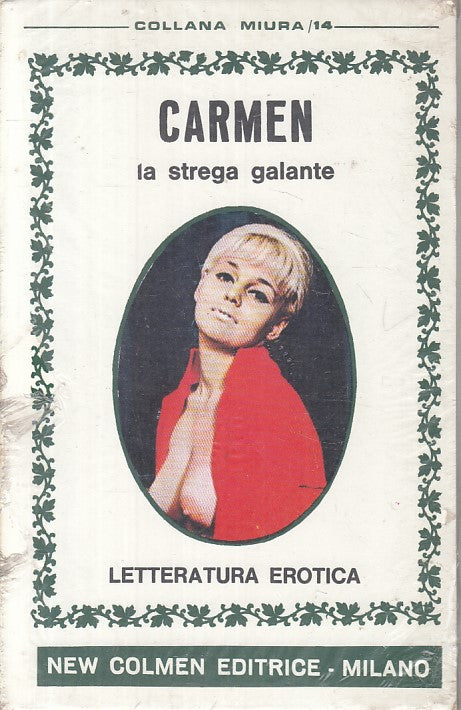 COLLANA MIURA/14
CARMEN
la strega galante
LETTERATURA EROTICA
NEW COLMEN EDITRICE - MILANO